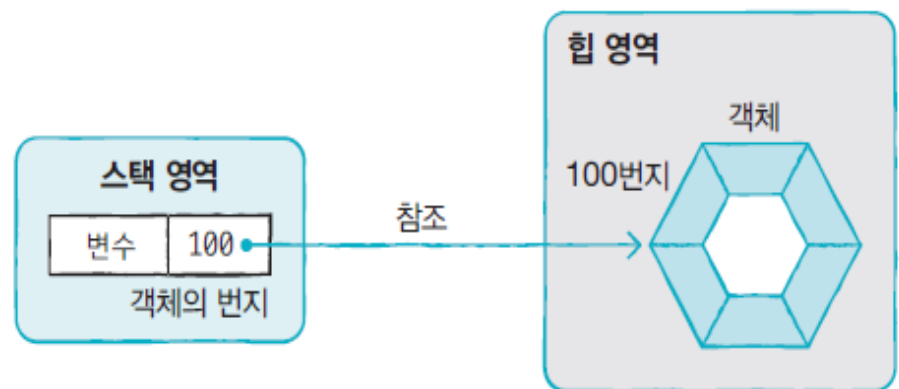 스택 영역
변수 100
객체의 번지
참조
힙 영역
객체
100번지